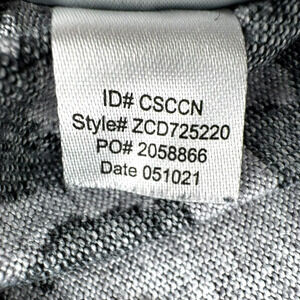 ID# CSCCN
Style# ZCD725220
PO# 2058866
Date 051021